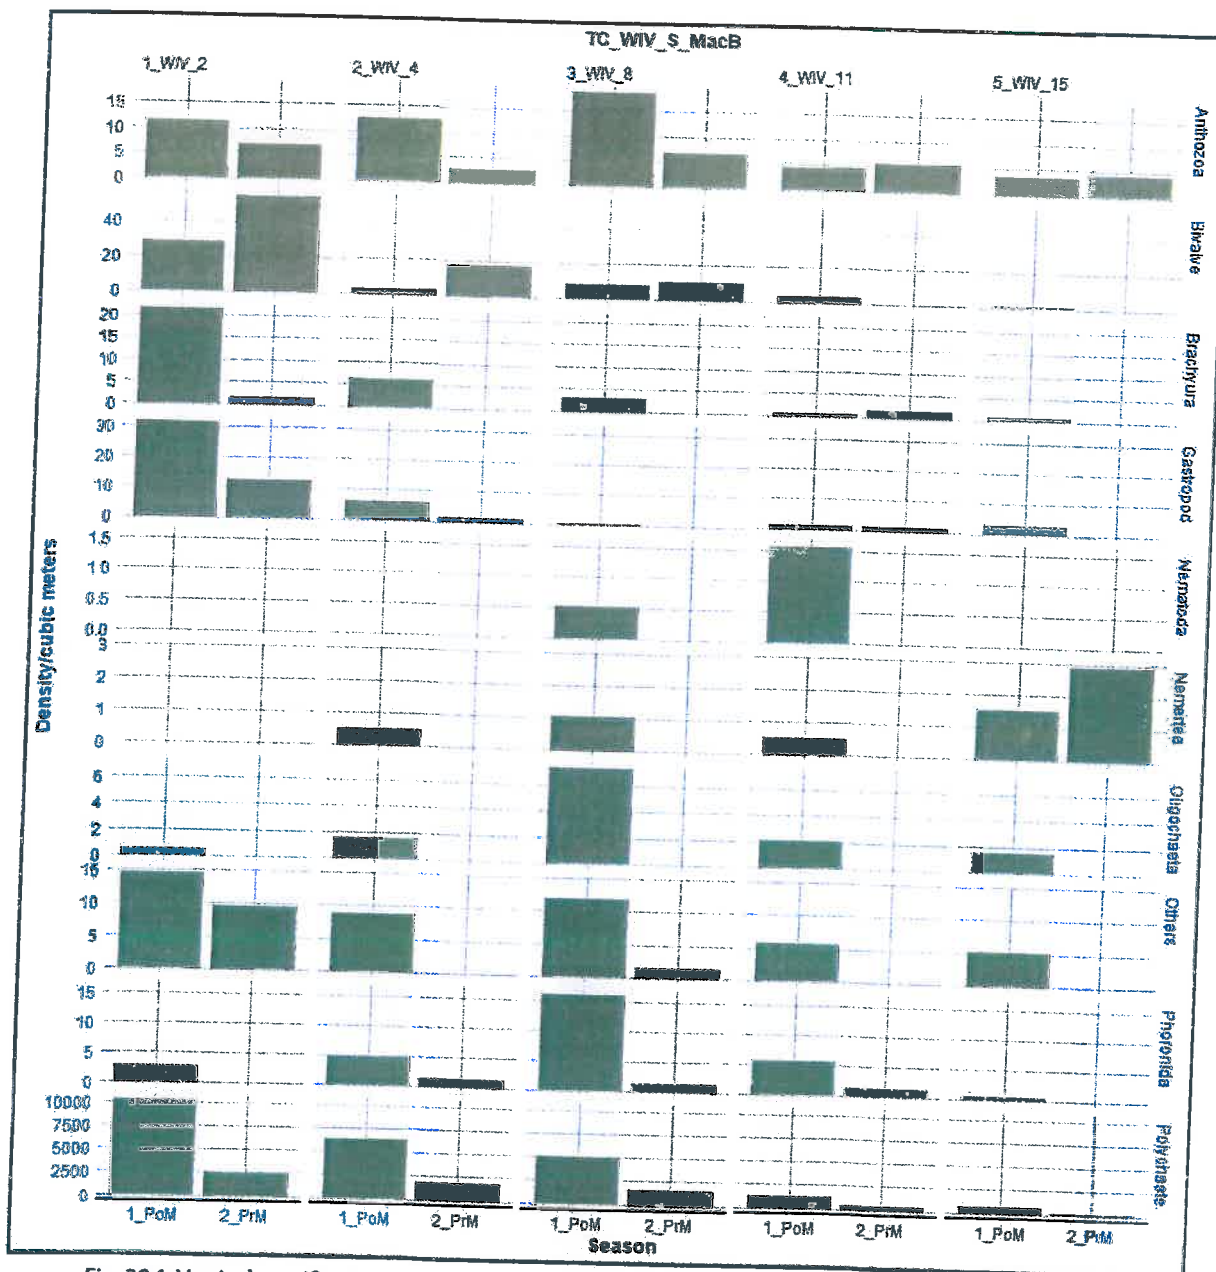 TC_WIV_S_MacB
1_WIV_2 2_WIV_4 3_WIV_8 4_WIV_11 5_WIV_15
15
10
5
0
Anthozoa
40
20
0
Bivalve
20
15
10
5
0
Brachyura
30
20
10
0
Gastropod
1.5
1.0
0.5
0.0
Nematoda
3
2
1
0
Nemertea
6
4
2
0
Oligochaeta
15
10
5
0
Others
15
10
5
0
Phoronida
10000
7500
5000
2500
0
Polychaete
Density/cubic meters
1_PoM 2_PrM 1_PoM 2_PrM 1_PoM 2_PrM 1_PoM 2_PrM 1_PoM 2_PrM
Season